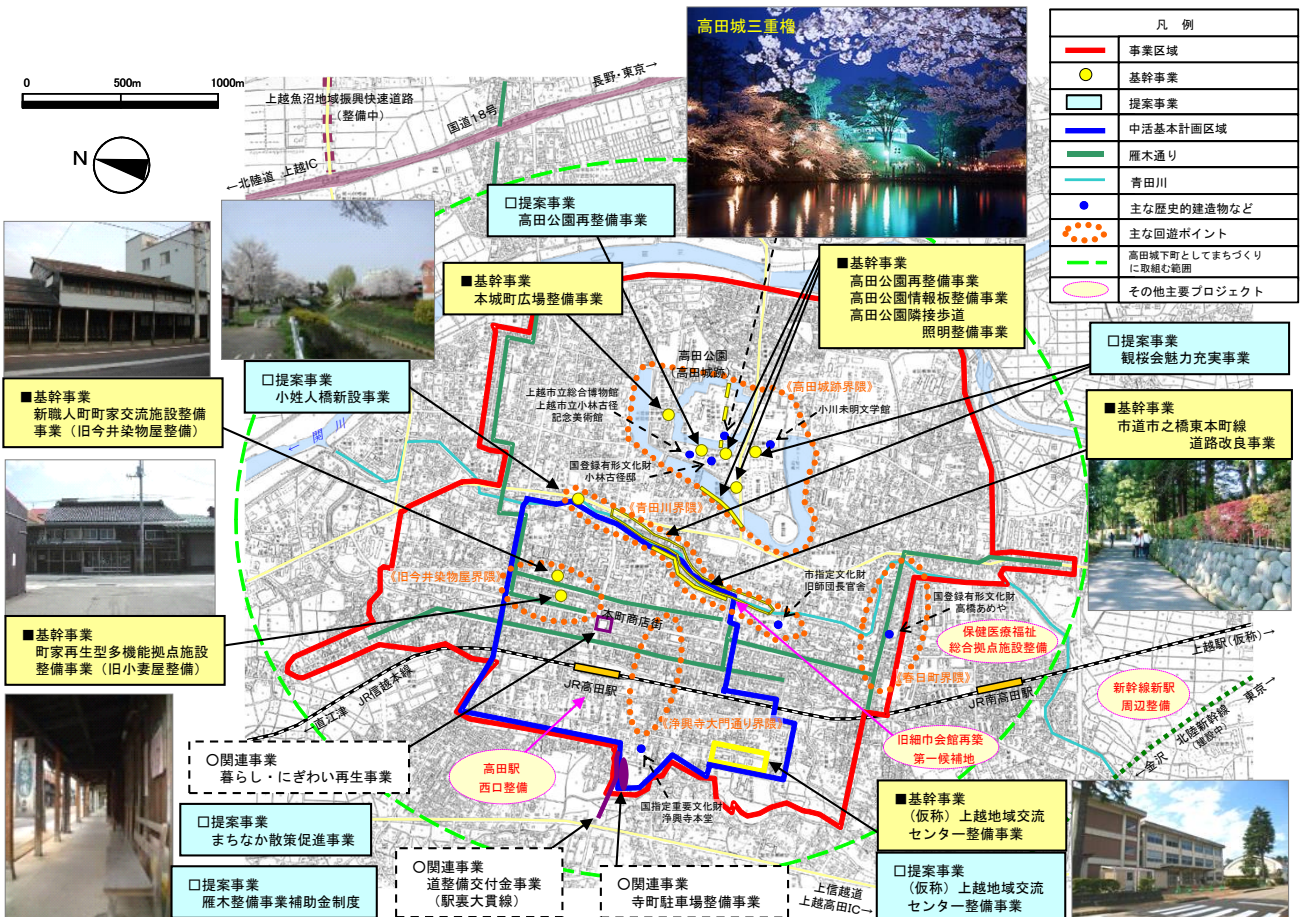 高田城三重櫓
凡 例
事業区域
基幹事業
提案事業
中活基本計画区域
雁木通り
青田川
主な歴史的建造物など
主な回遊ポイント
高田城下町としてまちづくり
に取組む範囲
その他主要プロジェクト
0 500m 1000m
N
上越魚沼地域振興快速道路
(整備中)
国道18号
長野・東京→
←北陸道 上越IC
□提案事業
高田公園再整備事業
■基幹事業
本城町広場整備事業
■基幹事業
高田公園再整備事業
高田公園情報板整備事業
高田公園隣接歩道
照明整備事業
□提案事業
観桜会魅力充実事業
■基幹事業
市道市之橋東本町線
道路改良事業
□提案事業
小姓人橋新設事業
■基幹事業
新職人町町家交流施設整備
事業(旧今井染物屋整備)
■基幹事業
町家再生型多機能拠点施設
整備事業(旧小妻屋整備)
←関川
高田公園
(高田城跡)
《高田城跡界隈》
上越市立総合博物館
上越市立小林古径
記念美術館
小川未明文学館
国登録有形文化財
小林古径邸
《青田川界隈》
《旧今井染物屋界隈》
市指定文化財
旧師団長官舎
国登録有形文化財
高橋あめや
本町商店街
保健医療福祉
総合拠点施設整備
《春日町界隈》
JR高田駅
JR南高田駅
上越駅(仮称)→
新幹線新駅
周辺整備
北陸新幹線
(建設中)
東京→
←金沢
←直江津 JR信越本線
《浄興寺大門通り界隈》
旧細巾会館再築
第一候補地
高田駅
西口整備
国指定重要文化財
浄興寺本堂
○関連事業
暮らし・にぎわい再生事業
□提案事業
まちなか散策促進事業
□提案事業
雁木整備事業補助金制度
○関連事業
道整備交付金事業
(駅裏大貫線)
○関連事業
寺町駐車場整備事業
上信越道
上越高田IC→
■基幹事業
(仮称)上越地域交流
センター整備事業
□提案事業
(仮称)上越地域交流
センター整備事業